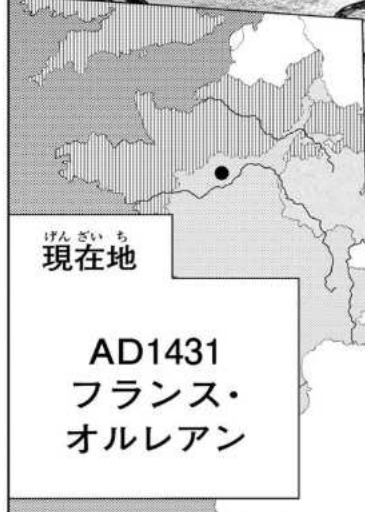 げんざいち
現在地
AD1431
フランス・
オルレアン